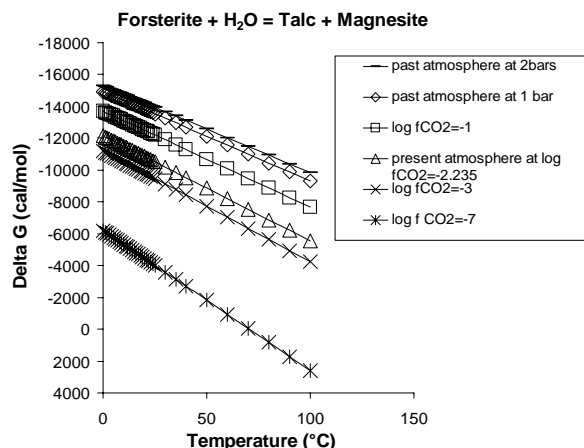 Forsterite + H₂O = Talc + Magnesite
-18000
-16000
-14000
-12000
-10000
-8000
-6000
-4000
-2000
0
2000
4000
Delta G (cal/mol)
0
50
100
150
Temperature (°C)
past atmosphere at 2bars
past atmosphere at 1 bar
log fCO2=-1
present atmosphere at log
fCO2=-2.235
log fCO2=-3
log f CO2=-7